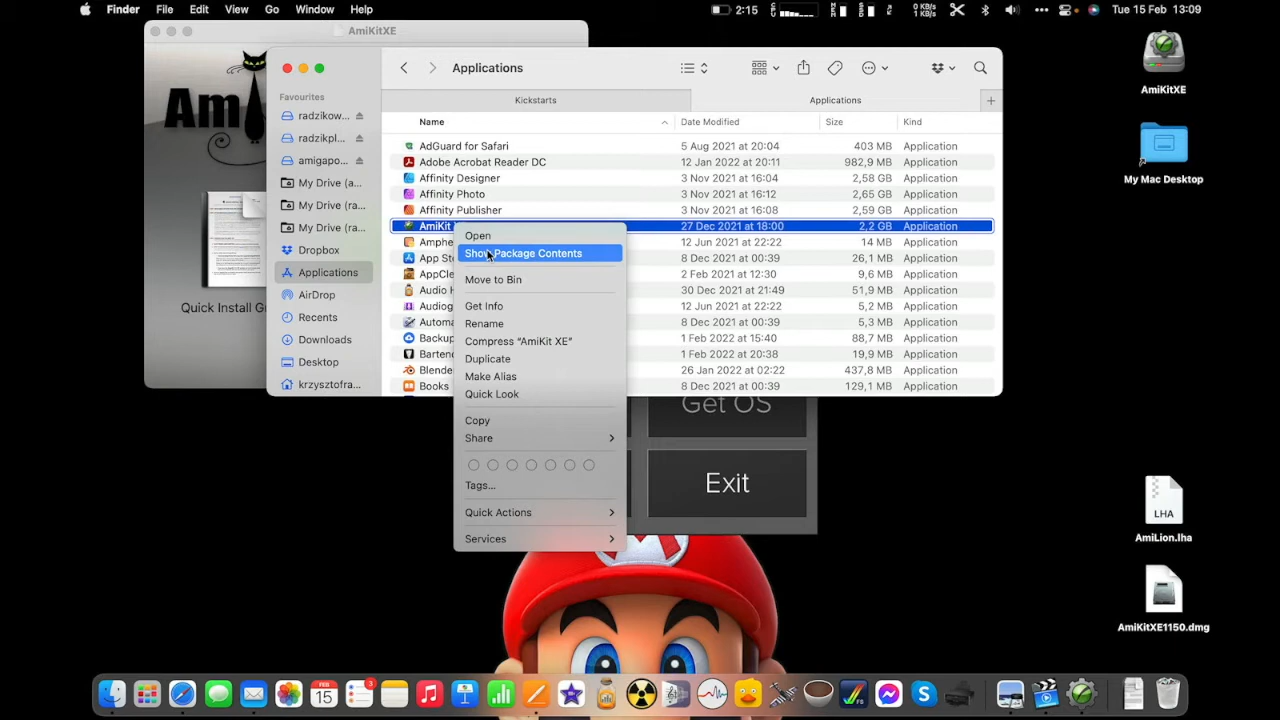 Finder File Edit View Go Window Help
2:15
0 KB/s
0 KB/s
Tue 15 Feb 13:09
AmiKitXE
Am
Quick Install Gu
Favourites
radzikow...
radzikpl...
amigapo...
My Drive (a...
My Drive (ra...
My Drive (ra...
Dropbox
Applications
AirDrop
Recents
Downloads
Desktop
krzysztofra...
Applications
Kickstarts
Applications
Name Date Modified Size Kind
AdGuard for Safari 5 Aug 2021 at 20:04 403 MB Application
Adobe Acrobat Reader DC 12 Jan 2022 at 20:11 982,9 MB Application
Affinity Designer 3 Nov 2021 at 16:04 2,58 GB Application
Affinity Photo 3 Nov 2021 at 16:12 2,65 GB Application
Affinity Publisher 3 Nov 2021 at 16:08 2,59 GB Application
AmiKit 27 Dec 2021 at 18:00 2,2 GB Application
Amphe 12 Jun 2021 at 22:22 14 MB Application
App Sto 8 Dec 2021 at 00:39 26,1 MB Application
AppCle 2 Feb 2021 at 12:30 9,6 MB Application
Audio H 30 Dec 2021 at 21:49 51,9 MB Application
Audiog 12 Jun 2021 at 22:22 5,2 MB Application
Automa 8 Dec 2021 at 00:39 5,3 MB Application
Backup 1 Feb 2022 at 15:40 88,7 MB Application
Barten 1 Feb 2022 at 20:38 19,9 MB Application
Blende 26 Jan 2022 at 02:22 437,8 MB Application
Books 8 Dec 2021 at 00:39 129,1 MB Application
Open
Show Package Contents
Move to Bin
Get Info
Rename
Compress “AmiKit XE”
Duplicate
Make Alias
Quick Look
Copy
Share
Tags...
Quick Actions
Services
Get OS
Exit
AmiKitXE
My Mac Desktop
LHA
AmiLion.lha
AmiKitXE1150.dmg
M
FEB
15
3